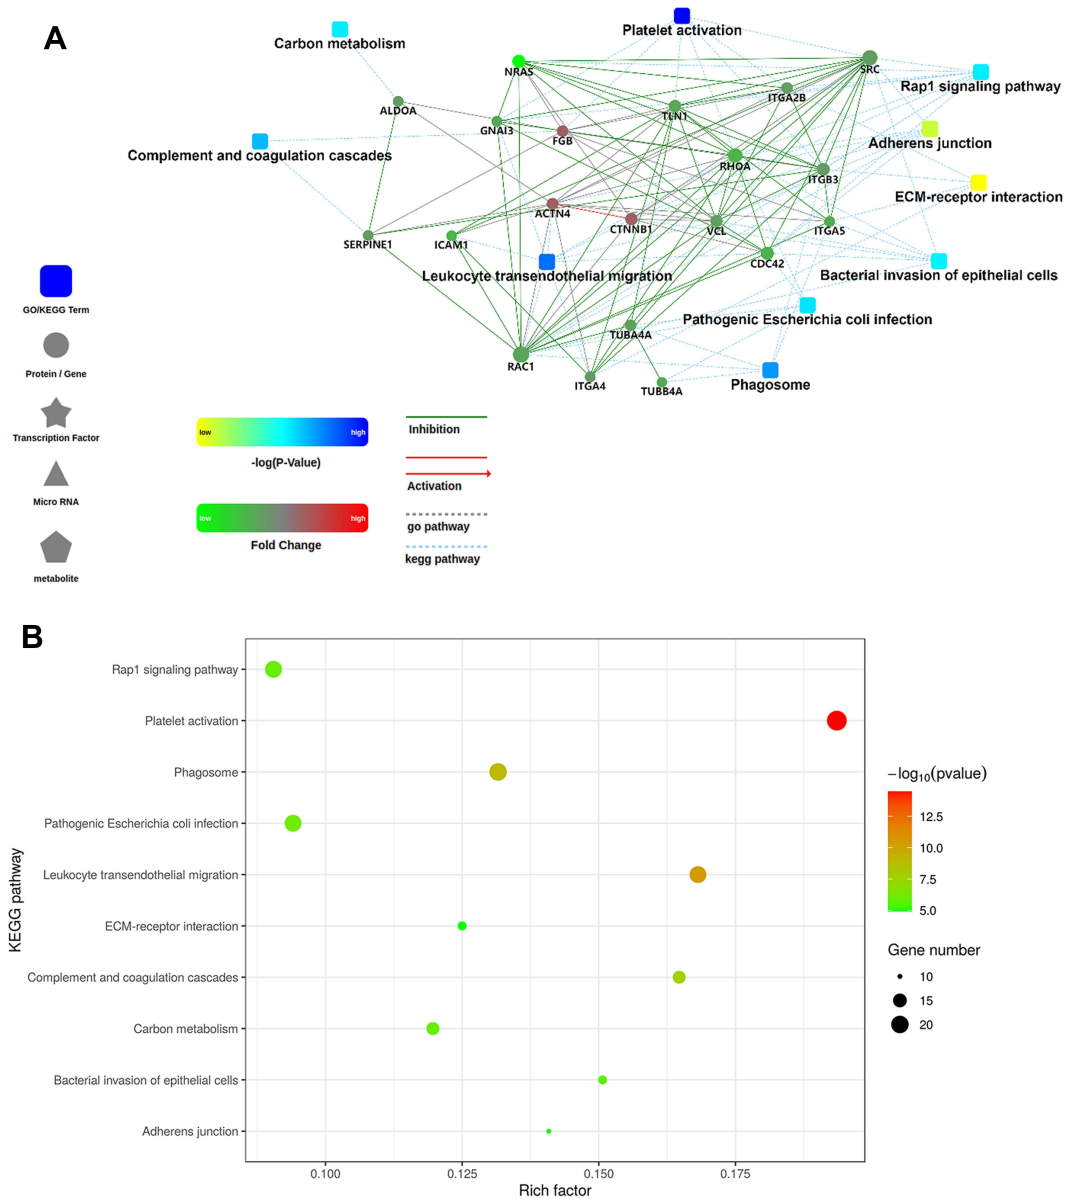 A
Carbon metabolism
Platelet activation
NRAS
SRC
Rap1 signaling pathway
ITGA2B
ALDOA
TLN1
GNAI3
FGB
Adherens junction
Complement and coagulation cascades
RHOA
ITGB3
ECM-receptor interaction
ACTN4
CTNNB1
VCL
ITGA5
SERPINE1
ICAM1
CDC42
Leukocyte transendothelial migration
Bacterial invasion of epithelial cells
GO/KEGG Term
Pathogenic Escherichia coli infection
TUBA4A
RAC1
ITGA4
TUBB4A
Phagosome
Protein / Gene
Transcription Factor
Micro RNA
metabolite
low
high
-log(P-Value)
low
high
Fold Change
Inhibition
Activation
go pathway
kegg pathway
B
KEGG pathway
Rap1 signaling pathway
Platelet activation
Phagosome
Pathogenic Escherichia coli infection
Leukocyte transendothelial migration
ECM-receptor interaction
Complement and coagulation cascades
Carbon metabolism
Bacterial invasion of epithelial cells
Adherens junction
0.100
0.125
0.150
0.175
Rich factor
−log10(pvalue)
12.5
10.0
7.5
5.0
Gene number
10
15
20